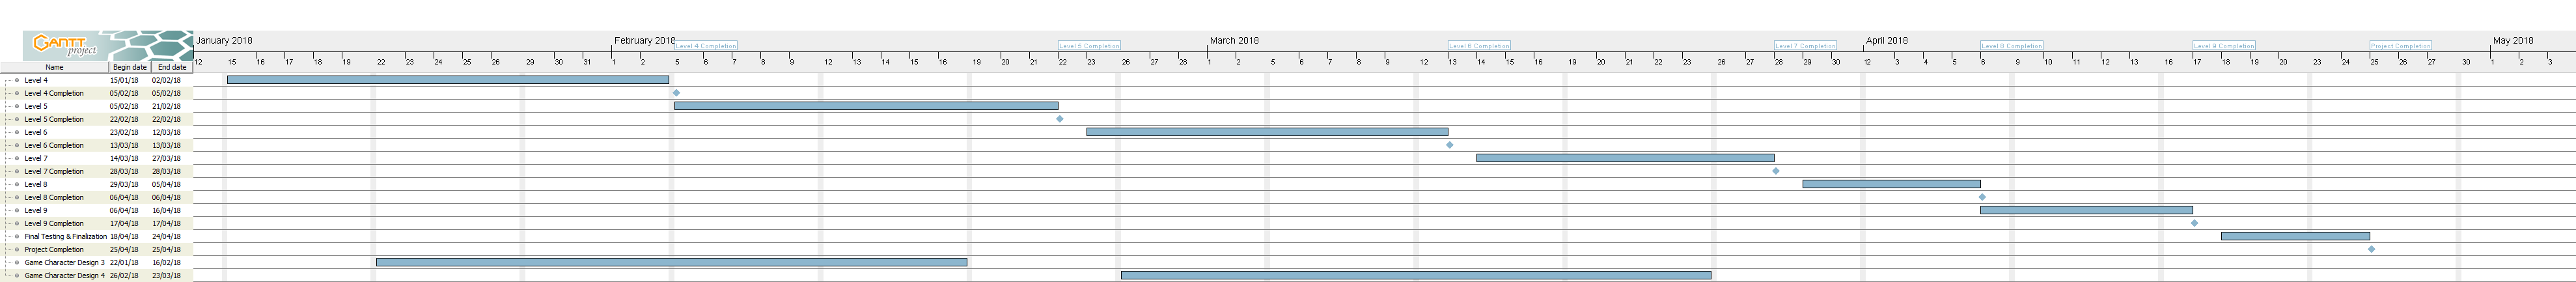 GANTT project
January 2018 February 2018 March 2018 April 2018 May 2018
Level 4 Completion Level 5 Completion Level 6 Completion Level 7 Completion Level 8 Completion Level 9 Completion Project Completion
Name Begin date End date
12 15 16 17 18 19 22 23 24 25 26 29 30 31 1 2 5 6 7 8 9 12 13 14 15 16 19 20 21 22 23 26 27 28 1 2 5 6 7 8 9 12 13 14 15 16 19 20 21 22 23 26 27 28 29 30 12 3 4 5 6 9 10 11 12 13 16 17 18 19 20 23 24 25 26 27 30 1 2 3
Level 4 15/01/18 02/02/18
Level 4 Completion 05/02/18 05/02/18
Level 5 05/02/18 21/02/18
Level 5 Completion 22/02/18 22/02/18
Level 6 23/02/18 12/03/18
Level 6 Completion 13/03/18 13/03/18
Level 7 14/03/18 27/03/18
Level 7 Completion 28/03/18 28/03/18
Level 8 29/03/18 05/04/18
Level 8 Completion 06/04/18 06/04/18
Level 9 06/04/18 16/04/18
Level 9 Completion 17/04/18 17/04/18
Final Testing & Finalization 18/04/18 24/04/18
Project Completion 25/04/18 25/04/18
Game Character Design 3 22/01/18 16/02/18
Game Character Design 4 26/02/18 23/03/18